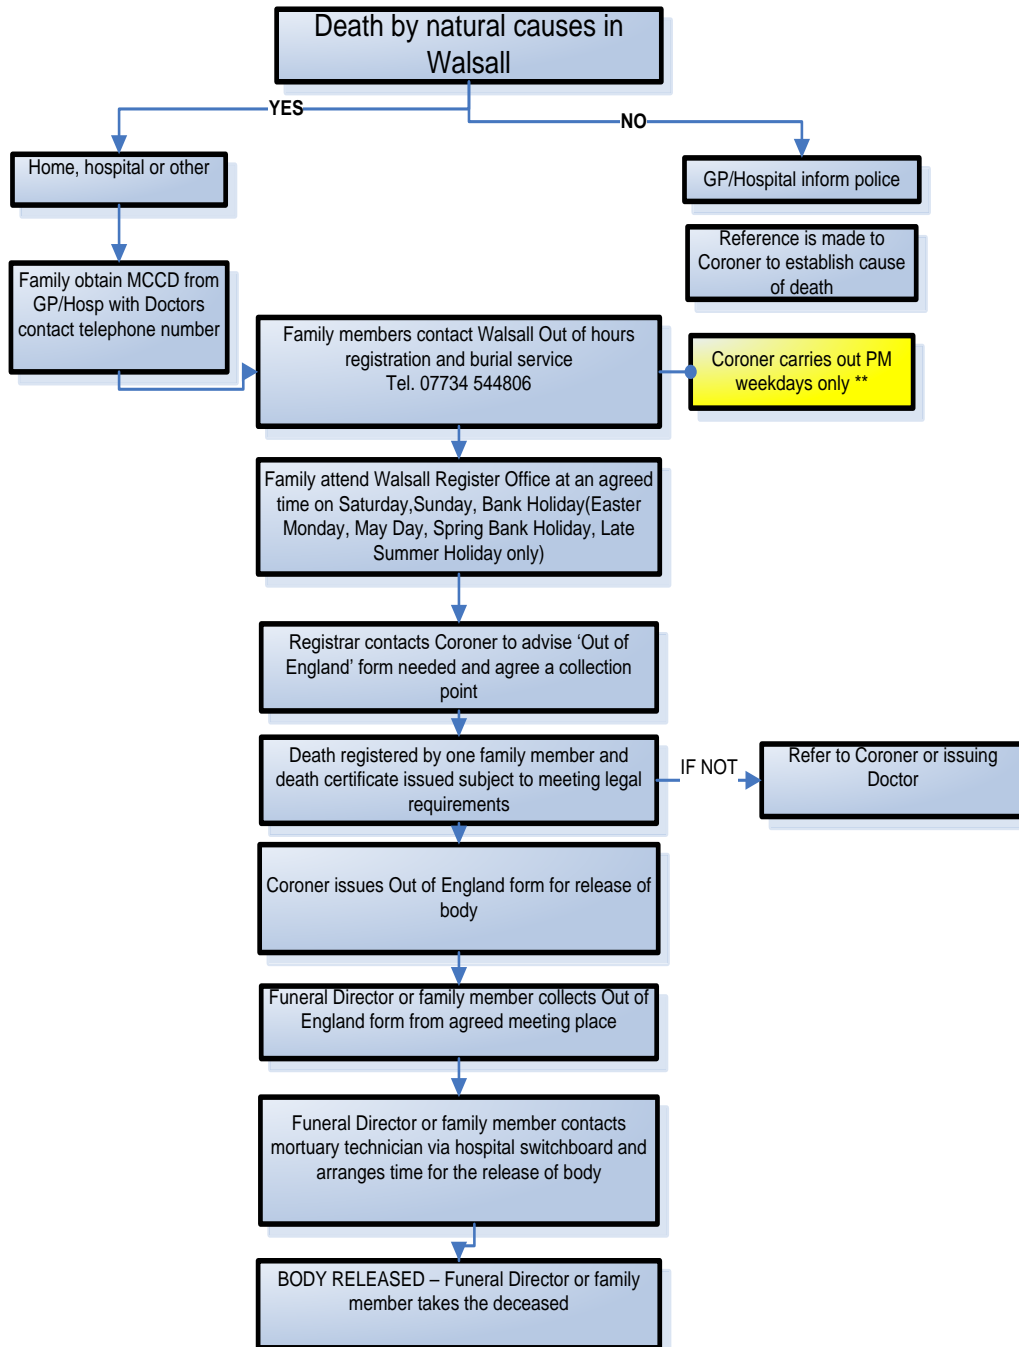 Death by natural causes in
Walsall
YES
NO
Home, hospital or other
GP/Hospital inform police
Reference is made to
Coroner to establish cause
of death
Family obtain MCCD from
GP/Hosp with Doctors
contact telephone number
Family members contact Walsall Out of hours
registration and burial service
Tel. 07734 544806
Coroner carries out PM
weekdays only **
Family attend Walsall Register Office at an agreed
time on Saturday,Sunday, Bank Holiday(Easter
Monday, May Day, Spring Bank Holiday, Late
Summer Holiday only)
Registrar contacts Coroner to advise ‘Out of
England’ form needed and agree a collection
point
Death registered by one family member and
death certificate issued subject to meeting legal
requirements
IF NOT
Refer to Coroner or issuing
Doctor
Coroner issues Out of England form for release of
body
Funeral Director or family member collects Out of
England form from agreed meeting place
Funeral Director or family member contacts
mortuary technician via hospital switchboard and
arranges time for the release of body
BODY RELEASED – Funeral Director or family
member takes the deceased